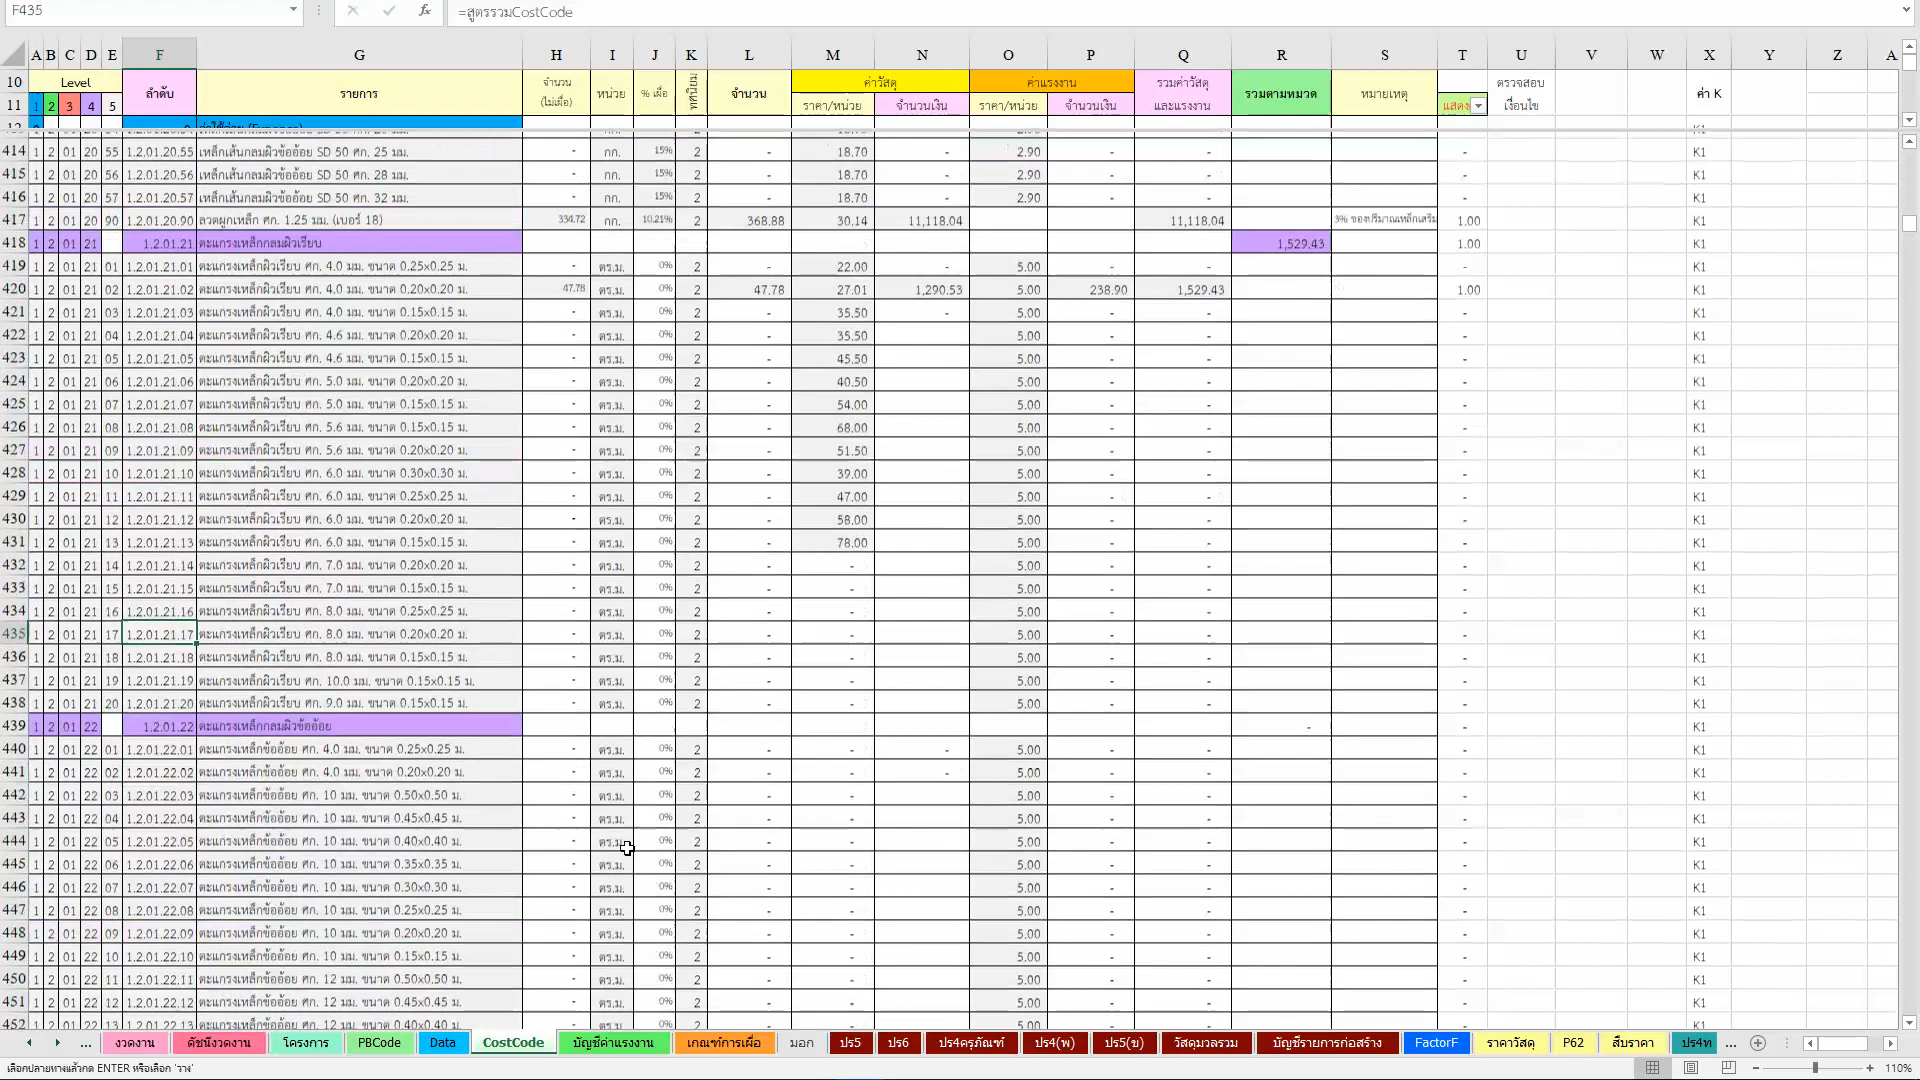 F435 =สูตรรวมCostCode
A B C D E F G H I J K L M N O P Q R S T U V W X Y Z
10 Level ลำดับ รายการ จำนวน (ไม่เผื่อ) หน่วย % เผื่อ ทศนิยม จำนวน ค่าวัสดุ ค่าแรงงาน รวมค่าวัสดุ และแรงงาน รวมตามหมวด หมายเหตุ ตรวจสอบ เงื่อนไข ค่า K
11 1 2 3 4 5 ราคา/หน่วย จำนวนเงิน ราคา/หน่วย จำนวนเงิน แสดง
12
414 1 2 01 20 55 1.2.01.20.55 เหล็กเส้นกลมผิวข้ออ้อย SD 50 ศก. 25 มม. - กก. 15% 2 - 18.70 - 2.90 - - - K1
415 1 2 01 20 56 1.2.01.20.56 เหล็กเส้นกลมผิวข้ออ้อย SD 50 ศก. 28 มม. - กก. 15% 2 - 18.70 - 2.90 - - - K1
416 1 2 01 20 57 1.2.01.20.57 เหล็กเส้นกลมผิวข้ออ้อย SD 50 ศก. 32 มม. - กก. 15% 2 - 18.70 - 2.90 - - - K1
417 1 2 01 20 90 1.2.01.20.90 ลวดผูกเหล็ก ศก. 1.25 มม. (เบอร์ 18) 334.72 กก. 10.21% 2 368.88 30.14 11,118.04 11,118.04 3% ของปริมาณเหล็กเสริม 1.00 K1
418 1 2 01 21 1.2.01.21 ตะแกรงเหล็กกลมผิวเรียบ 1,529.43 1.00 K1
419 1 2 01 21 01 1.2.01.21.01 ตะแกรงเหล็กผิวเรียบ ศก. 4.0 มม. ขนาด 0.25x0.25 ม. - ตร.ม. 0% 2 - 22.00 - 5.00 - - - K1
420 1 2 01 21 02 1.2.01.21.02 ตะแกรงเหล็กผิวเรียบ ศก. 4.0 มม. ขนาด 0.20x0.20 ม. 47.78 ตร.ม. 0% 2 47.78 27.01 1,290.53 5.00 238.90 1,529.43 1.00 K1
421 1 2 01 21 03 1.2.01.21.03 ตะแกรงเหล็กผิวเรียบ ศก. 4.0 มม. ขนาด 0.15x0.15 ม. - ตร.ม. 0% 2 - 35.50 - 5.00 - - - K1
422 1 2 01 21 04 1.2.01.21.04 ตะแกรงเหล็กผิวเรียบ ศก. 4.6 มม. ขนาด 0.20x0.20 ม. - ตร.ม. 0% 2 - 35.50 5.00 - - - K1
423 1 2 01 21 05 1.2.01.21.05 ตะแกรงเหล็กผิวเรียบ ศก. 4.6 มม. ขนาด 0.15x0.15 ม. - ตร.ม. 0% 2 - 45.50 5.00 - - - K1
424 1 2 01 21 06 1.2.01.21.06 ตะแกรงเหล็กผิวเรียบ ศก. 5.0 มม. ขนาด 0.20x0.20 ม. - ตร.ม. 0% 2 - 40.50 5.00 - - - K1
425 1 2 01 21 07 1.2.01.21.07 ตะแกรงเหล็กผิวเรียบ ศก. 5.0 มม. ขนาด 0.15x0.15 ม. - ตร.ม. 0% 2 - 54.00 5.00 - - - K1
426 1 2 01 21 08 1.2.01.21.08 ตะแกรงเหล็กผิวเรียบ ศก. 5.6 มม. ขนาด 0.15x0.15 ม. - ตร.ม. 0% 2 - 68.00 5.00 - - - K1
427 1 2 01 21 09 1.2.01.21.09 ตะแกรงเหล็กผิวเรียบ ศก. 5.6 มม. ขนาด 0.20x0.20 ม. - ตร.ม. 0% 2 - 51.50 5.00 - - - K1
428 1 2 01 21 10 1.2.01.21.10 ตะแกรงเหล็กผิวเรียบ ศก. 6.0 มม. ขนาด 0.30x0.30 ม. - ตร.ม. 0% 2 - 39.00 5.00 - - - K1
429 1 2 01 21 11 1.2.01.21.11 ตะแกรงเหล็กผิวเรียบ ศก. 6.0 มม. ขนาด 0.25x0.25 ม. - ตร.ม. 0% 2 - 47.00 5.00 - - - K1
430 1 2 01 21 12 1.2.01.21.12 ตะแกรงเหล็กผิวเรียบ ศก. 6.0 มม. ขนาด 0.20x0.20 ม. - ตร.ม. 0% 2 - 58.00 5.00 - - - K1
431 1 2 01 21 13 1.2.01.21.13 ตะแกรงเหล็กผิวเรียบ ศก. 6.0 มม. ขนาด 0.15x0.15 ม. - ตร.ม. 0% 2 - 78.00 5.00 - - - K1
432 1 2 01 21 14 1.2.01.21.14 ตะแกรงเหล็กผิวเรียบ ศก. 7.0 มม. ขนาด 0.20x0.20 ม. - ตร.ม. 0% 2 - - 5.00 - - - K1
433 1 2 01 21 15 1.2.01.21.15 ตะแกรงเหล็กผิวเรียบ ศก. 7.0 มม. ขนาด 0.15x0.15 ม. - ตร.ม. 0% 2 - - 5.00 - - - K1
434 1 2 01 21 16 1.2.01.21.16 ตะแกรงเหล็กผิวเรียบ ศก. 8.0 มม. ขนาด 0.25x0.25 ม. - ตร.ม. 0% 2 - - 5.00 - - - K1
435 1 2 01 21 17 1.2.01.21.17 ตะแกรงเหล็กผิวเรียบ ศก. 8.0 มม. ขนาด 0.20x0.20 ม. - ตร.ม. 0% 2 - - 5.00 - - - K1
436 1 2 01 21 18 1.2.01.21.18 ตะแกรงเหล็กผิวเรียบ ศก. 8.0 มม. ขนาด 0.15x0.15 ม. - ตร.ม. 0% 2 - - 5.00 - - - K1
437 1 2 01 21 19 1.2.01.21.19 ตะแกรงเหล็กผิวเรียบ ศก. 10.0 มม. ขนาด 0.15x0.15 ม. - ตร.ม. 0% 2 - - 5.00 - - - K1
438 1 2 01 21 20 1.2.01.21.20 ตะแกรงเหล็กผิวเรียบ ศก. 9.0 มม. ขนาด 0.15x0.15 ม. - ตร.ม. 0% 2 - - 5.00 - - - K1
439 1 2 01 22 1.2.01.22 ตะแกรงเหล็กกลมผิวข้ออ้อย - - K1
440 1 2 01 22 01 1.2.01.22.01 ตะแกรงเหล็กข้ออ้อย ศก. 4.0 มม. ขนาด 0.25x0.25 ม. - ตร.ม. 0% 2 - - - 5.00 - - - K1
441 1 2 01 22 02 1.2.01.22.02 ตะแกรงเหล็กข้ออ้อย ศก. 4.0 มม. ขนาด 0.20x0.20 ม. - ตร.ม. 0% 2 - - - 5.00 - - - K1
442 1 2 01 22 03 1.2.01.22.03 ตะแกรงเหล็กข้ออ้อย ศก. 10 มม. ขนาด 0.50x0.50 ม. - ตร.ม. 0% 2 - - 5.00 - - - K1
443 1 2 01 22 04 1.2.01.22.04 ตะแกรงเหล็กข้ออ้อย ศก. 10 มม. ขนาด 0.45x0.45 ม. - ตร.ม. 0% 2 - - 5.00 - - - K1
444 1 2 01 22 05 1.2.01.22.05 ตะแกรงเหล็กข้ออ้อย ศก. 10 มม. ขนาด 0.40x0.40 ม. - ตร.ม. 0% 2 - - 5.00 - - - K1
445 1 2 01 22 06 1.2.01.22.06 ตะแกรงเหล็กข้ออ้อย ศก. 10 มม. ขนาด 0.35x0.35 ม. - ตร.ม. 0% 2 - - 5.00 - - - K1
446 1 2 01 22 07 1.2.01.22.07 ตะแกรงเหล็กข้ออ้อย ศก. 10 มม. ขนาด 0.30x0.30 ม. - ตร.ม. 0% 2 - - 5.00 - - - K1
447 1 2 01 22 08 1.2.01.22.08 ตะแกรงเหล็กข้ออ้อย ศก. 10 มม. ขนาด 0.25x0.25 ม. - ตร.ม. 0% 2 - - 5.00 - - - K1
448 1 2 01 22 09 1.2.01.22.09 ตะแกรงเหล็กข้ออ้อย ศก. 10 มม. ขนาด 0.20x0.20 ม. - ตร.ม. 0% 2 - - 5.00 - - - K1
449 1 2 01 22 10 1.2.01.22.10 ตะแกรงเหล็กข้ออ้อย ศก. 10 มม. ขนาด 0.15x0.15 ม. - ตร.ม. 0% 2 - - 5.00 - - - K1
450 1 2 01 22 11 1.2.01.22.11 ตะแกรงเหล็กข้ออ้อย ศก. 12 มม. ขนาด 0.50x0.50 ม. - ตร.ม. 0% 2 - - 5.00 - - - K1
451 1 2 01 22 12 1.2.01.22.12 ตะแกรงเหล็กข้ออ้อย ศก. 12 มม. ขนาด 0.45x0.45 ม. - ตร.ม. 0% 2 - - 5.00 - - - K1
452 1 2 01 22 13 1.2.01.22.13 ตะแกรงเหล็กข้ออ้อย ศก. 12 มม. ขนาด 0.40x0.40 ม. - ตร.ม. 0% 2 - - 5.00 - - - K1
... งวดงาน ดัชนีงวดงาน โครงการ PBCode Data CostCode บัญชีค่าแรงงาน เกณฑ์การเผื่อ มอก ปร5 ปร6 ปร4ครุภัณฑ์ ปร4(พ) ปร5(ข) วัสดุมวลรวม บัญชีรายการก่อสร้าง FactorF ราคาวัสดุ P62 สืบราคา ปร4ท ...
เลือกปลายทางแล้วกด ENTER หรือเลือก 'วาง' 110%